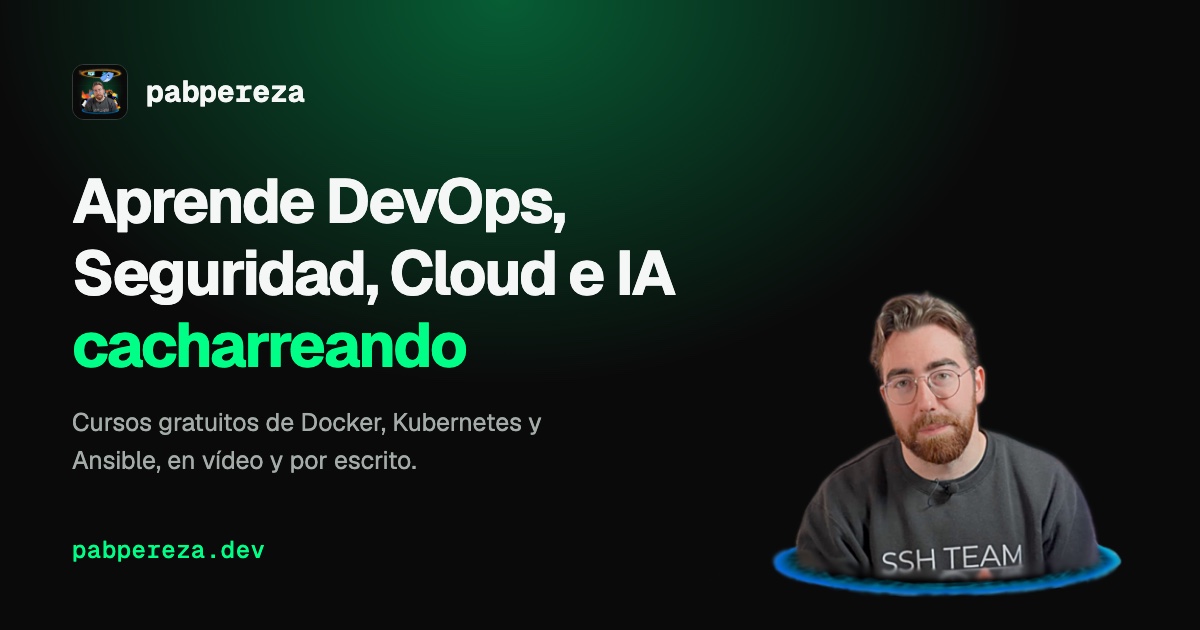 pabpereza
Aprende DevOps,
Seguridad, Cloud e IA
cacharreando
Cursos gratuitos de Docker, Kubernetes y
Ansible, en vídeo y por escrito.
pabpereza.dev
SSH TEAM